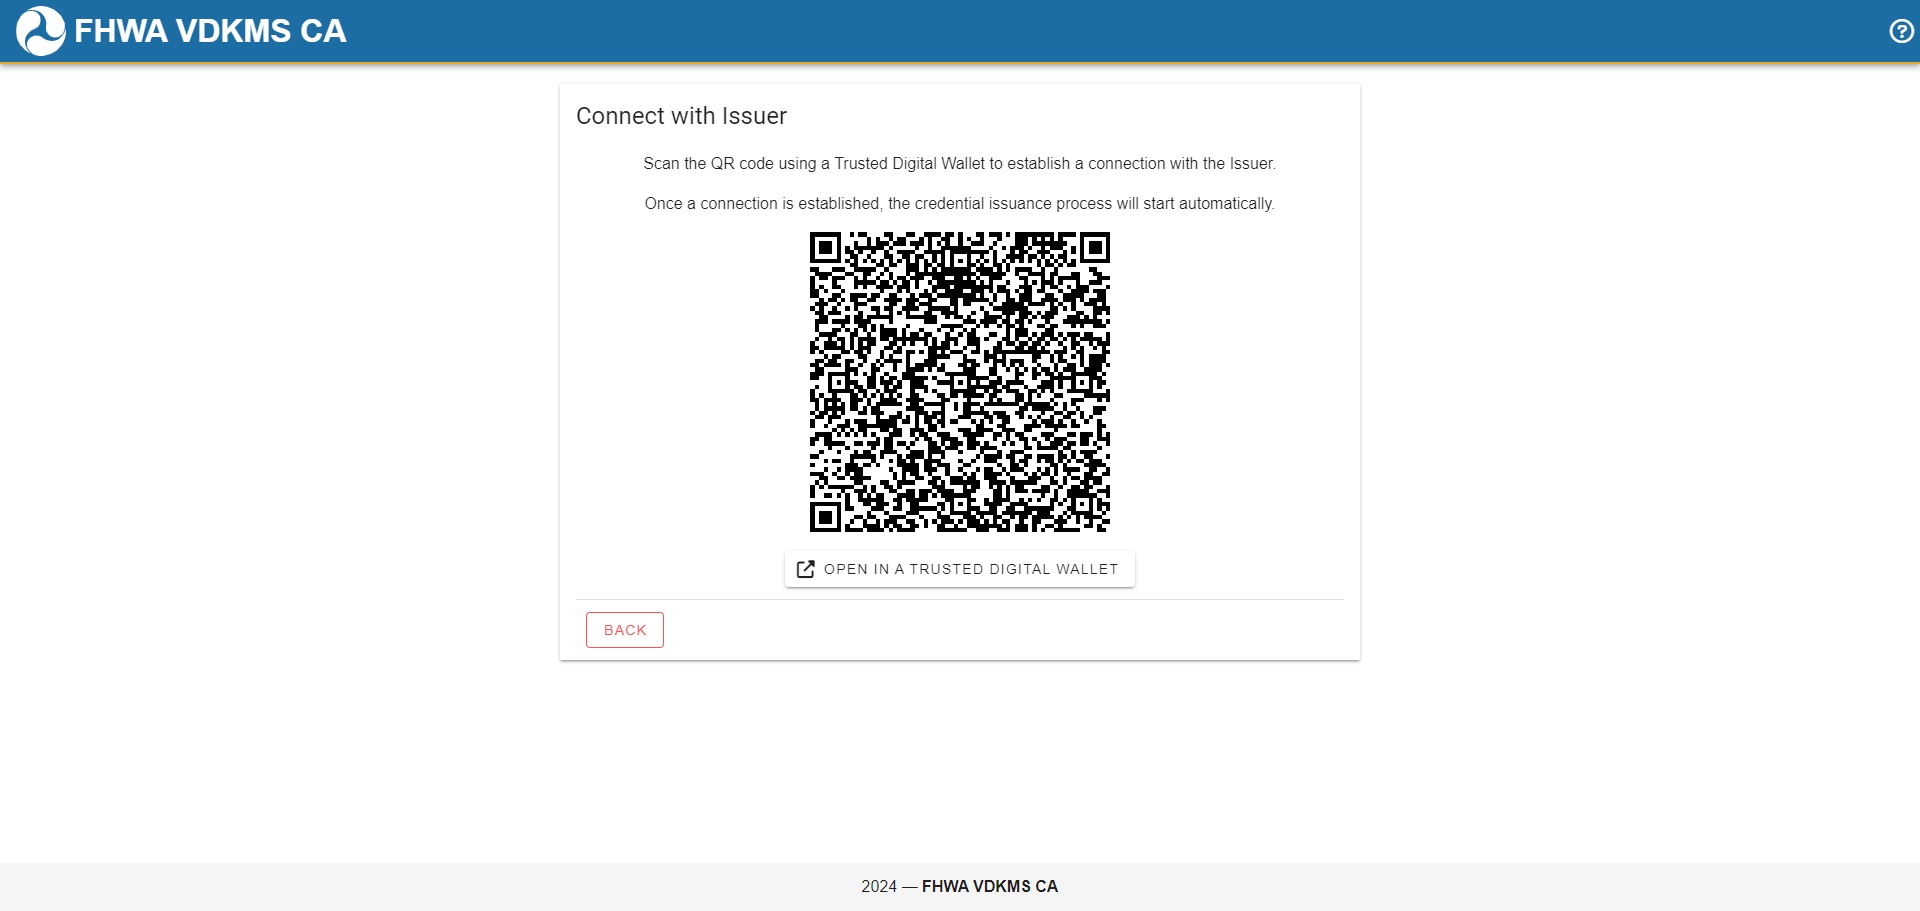 FHWA VDKMS CA
Connect with Issuer
Scan the QR code using a Trusted Digital Wallet to establish a connection with the Issuer.
Once a connection is established, the credential issuance process will start automatically.
OPEN IN A TRUSTED DIGITAL WALLET
BACK
2024 — FHWA VDKMS CA